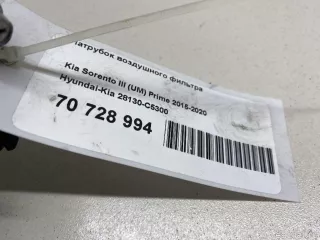 Патрубок воздушного фильтра
Kia Sorento III (UM) Prime 2015-2020
Hyundai-Kia 28130-C5300
70 728 994